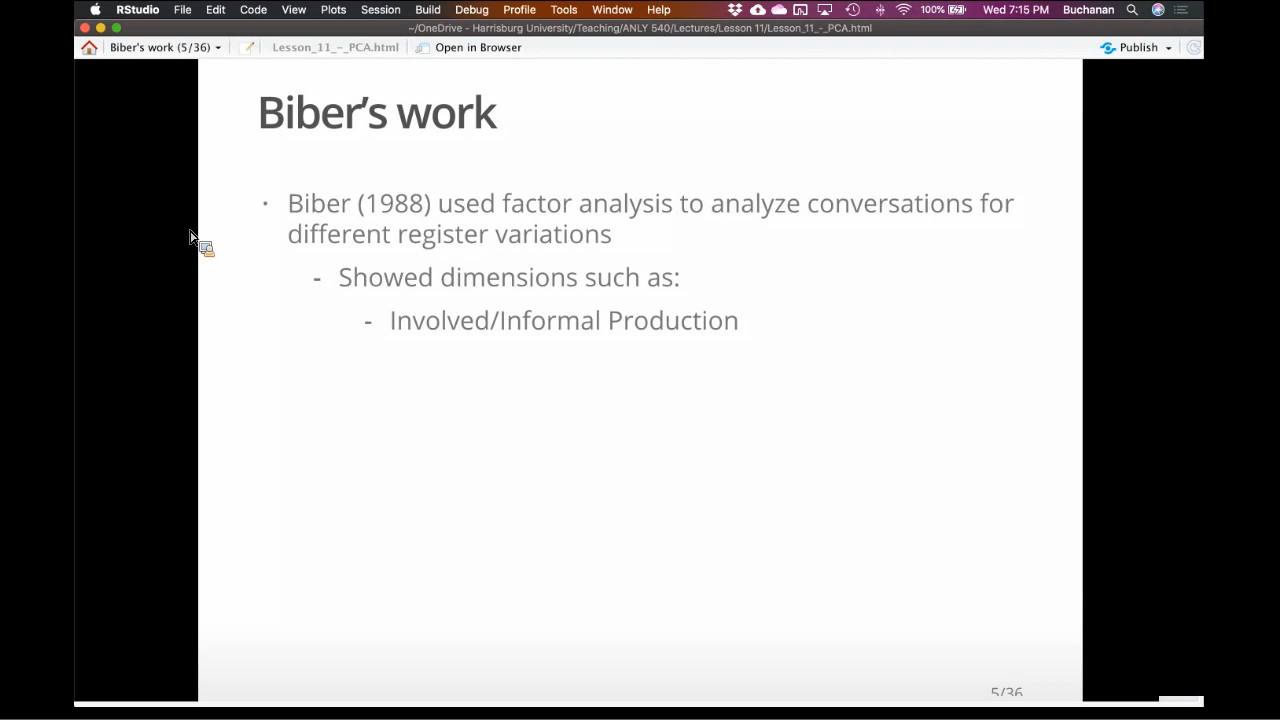 RStudio File Edit Code View Plots Session Build Debug Profile Tools Window Help 100% Wed 7:15 PM Buchanan
~/OneDrive - Harrisburg University/Teaching/ANLY 540/Lectures/Lesson 11/Lesson_11_-_PCA.html
Biber's work (5/36) Lesson_11_-_PCA.html Open in Browser Publish
Biber’s work
• Biber (1988) used factor analysis to analyze conversations for
different register variations
- Showed dimensions such as:
- Involved/Informal Production
5/36